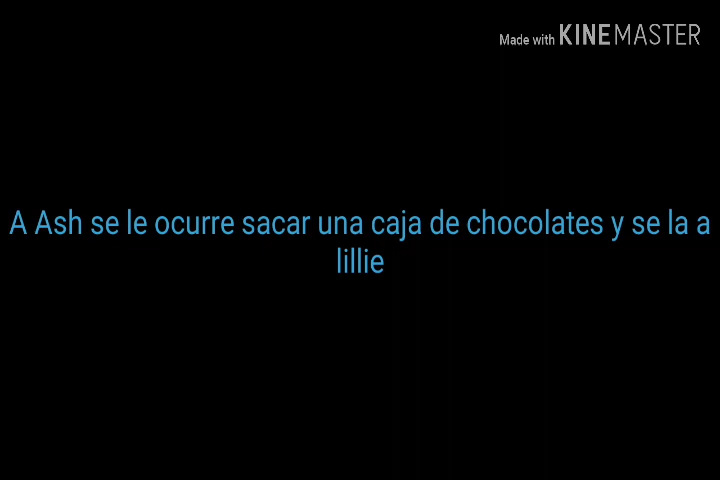 Made with KINEMASTER
A Ash se le ocurre sacar una caja de chocolates y se la a
lillie